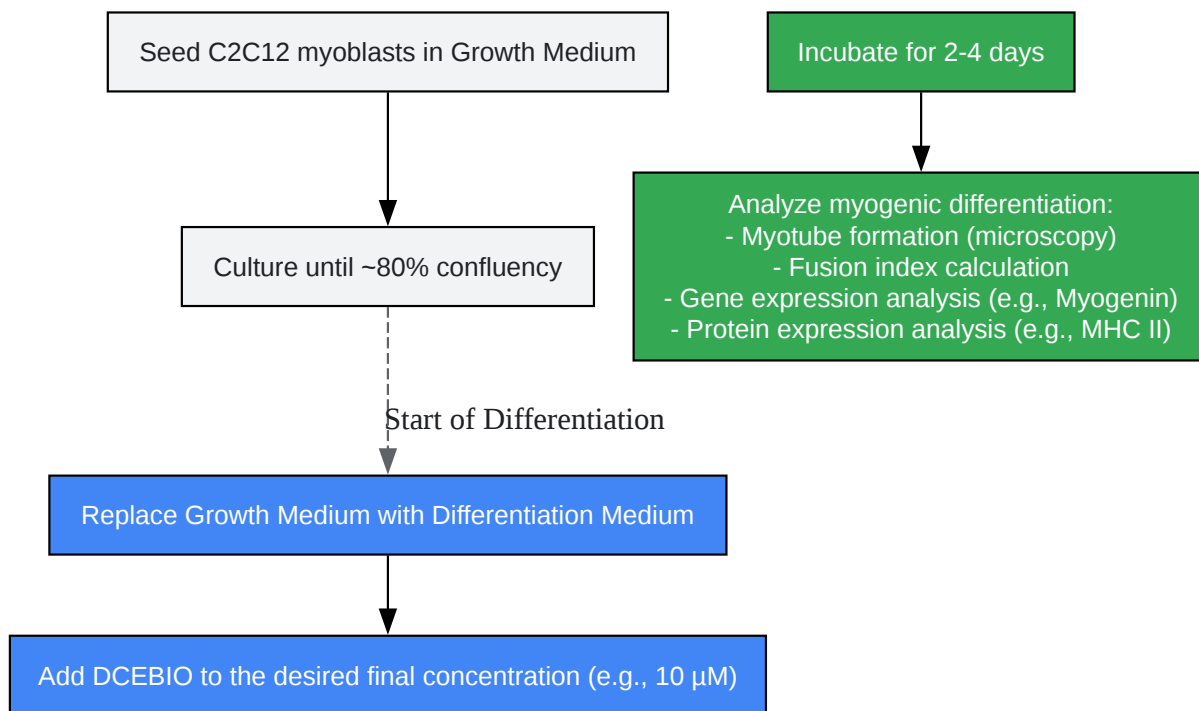 Seed C2C12 myoblasts in Growth Medium
Incubate for 2-4 days
Culture until ~80% confluency
Analyze myogenic differentiation:
- Myotube formation (microscopy)
- Fusion index calculation
- Gene expression analysis (e.g., Myogenin)
- Protein expression analysis (e.g., MHC II)
Start of Differentiation
Replace Growth Medium with Differentiation Medium
Add DCEBIO to the desired final concentration (e.g., 10 µM)